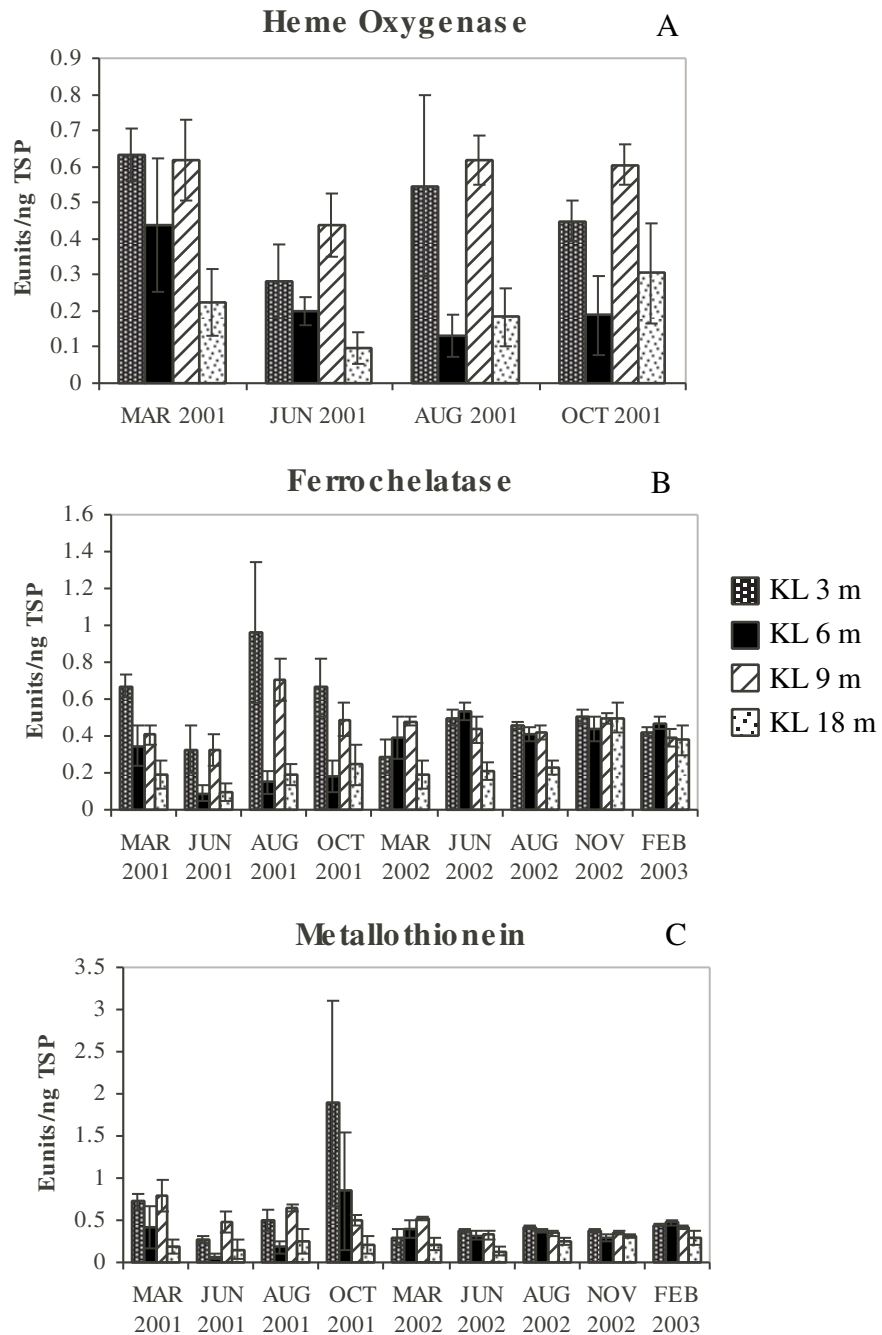 Heme Oxygenase A
0.9
0.8
0.7
0.6
0.5
0.4
0.3
0.2
0.1
0
Eunits/ng TSP
MAR 2001 JUN 2001 AUG 2001 OCT 2001
Ferrochelatase B
1.6
1.4
1.2
1
0.8
0.6
0.4
0.2
0
Eunits/ng TSP
MAR JUN AUG OCT MAR JUN AUG NOV FEB
2001 2001 2001 2001 2002 2002 2002 2002 2003
KL 3 m
KL 6 m
KL 9 m
KL 18 m
Metallothionein C
3.5
3
2.5
2
1.5
1
0.5
0
Eunits/ng TSP
MAR JUN AUG OCT MAR JUN AUG NOV FEB
2001 2001 2001 2001 2002 2002 2002 2002 2003